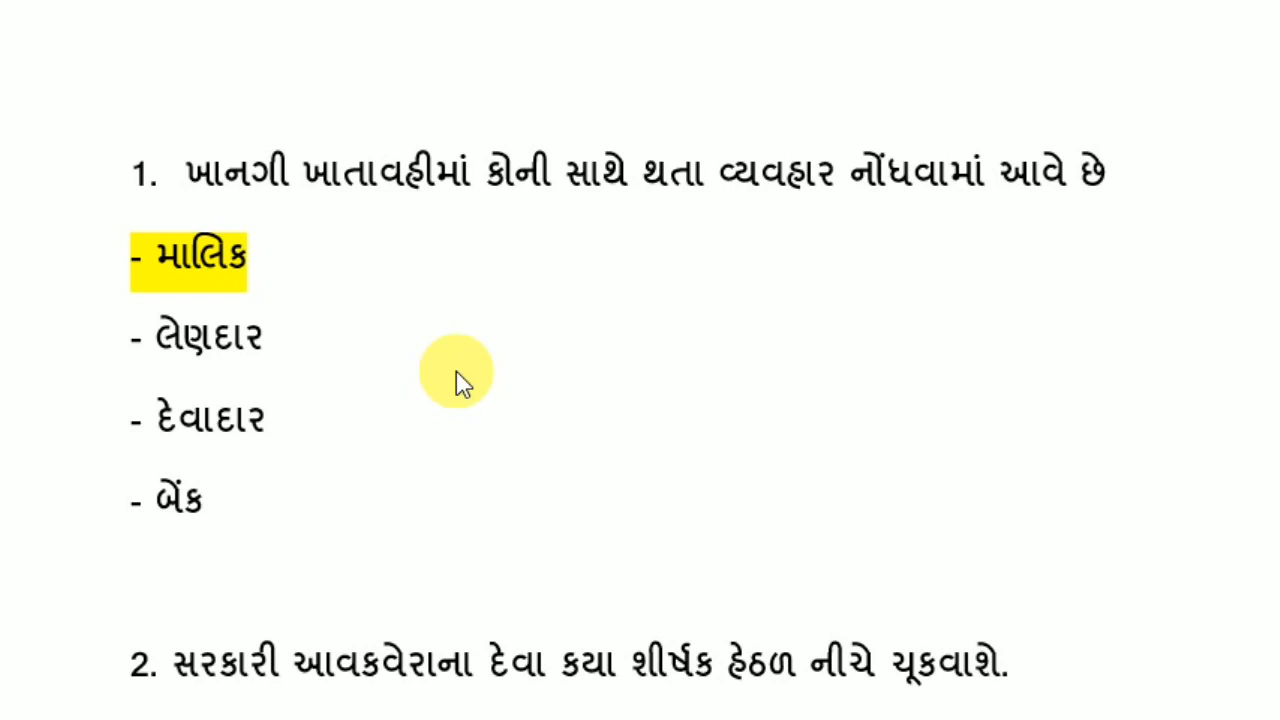 1. ખાનગી ખાતાવહીમાં કોની સાથે થતા વ્યવહાર નોંધવામાં આવે છે
- માલિક
- લેણદાર
- દેવાદાર
- બેંક
2. સરકારી આવકવેરાના દેવા કયા શીર્ષક હેઠળ નીચે ચૂકવાશે.